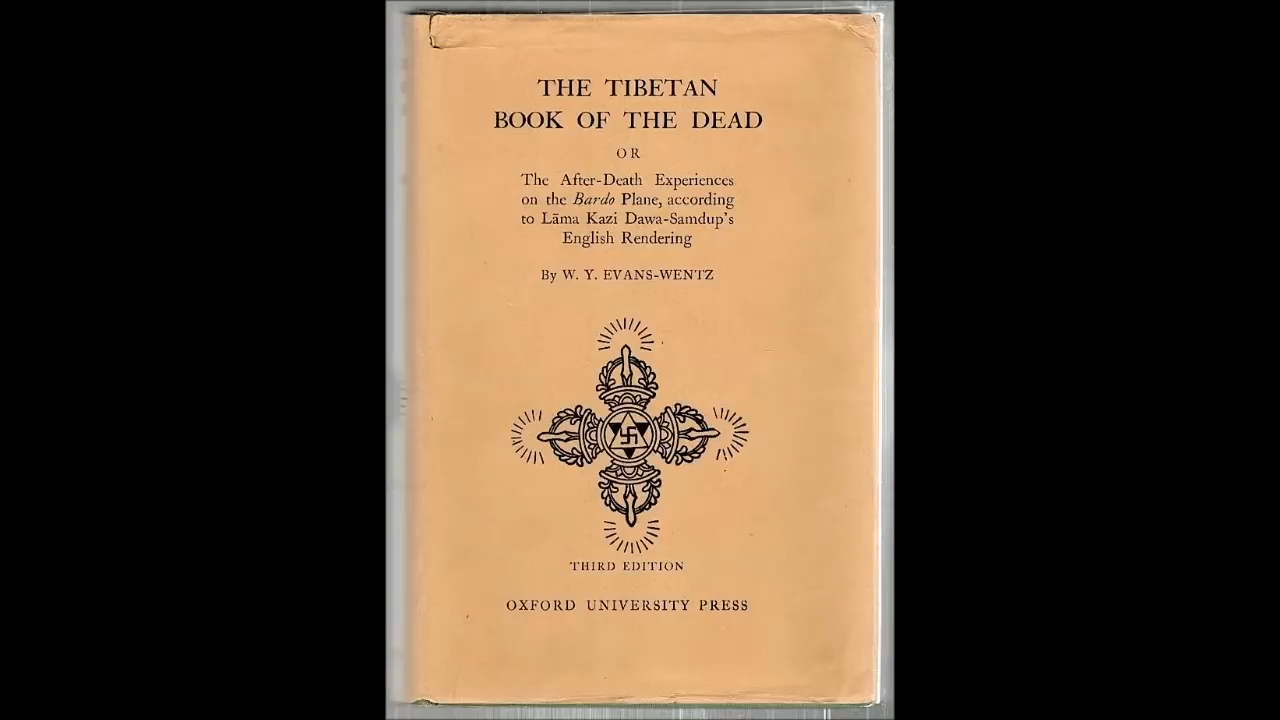 THE TIBETAN
BOOK OF THE DEAD
OR
The After-Death Experiences
on the Bardo Plane, according
to Lāma Kazi Dawa-Samdup's
English Rendering
By W. Y. EVANS-WENTZ
THIRD EDITION
OXFORD UNIVERSITY PRESS